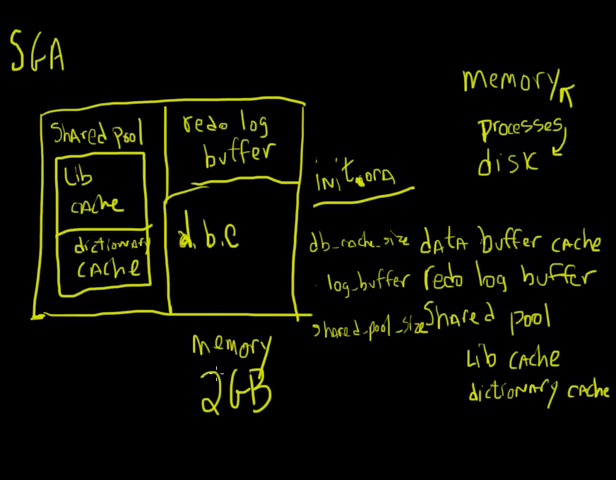 SGA
Shared pool
Lib
cache
dictionary
cache
redo log
buffer
d.b.c
memory
2GB
memory
processes
disk
init.ora
db_cache_size data buffer cache
log_buffer redo log buffer
shared_pool_size Shared pool
Lib cache
dictionary cache